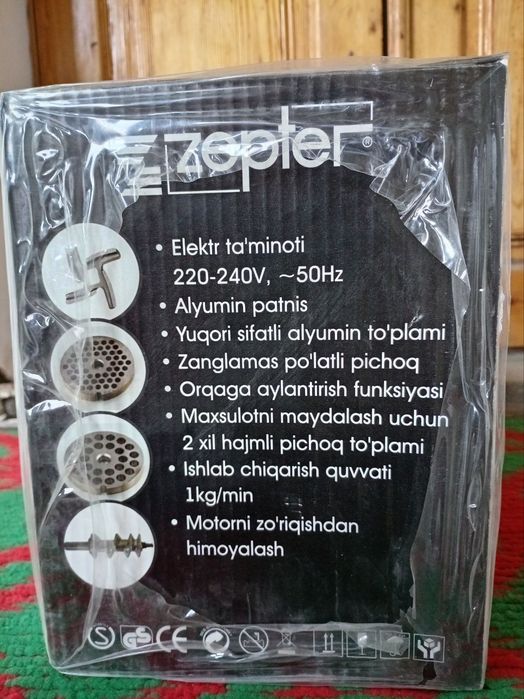 zepter®
• Elektr ta'minoti
220-240V, ~50Hz
• Alyumin patnis
• Yuqori sifatli alyumin to'plami
• Zanglamas po'latli pichoq
• Orqaga aylantirish funksiyasi
• Maxsulotni maydalash uchun
2 xil hajmli pichoq to'plami
• Ishlab chiqarish quvvati
1kg/min
• Motorni zo'riqishdan
himoyalash
S GS CE